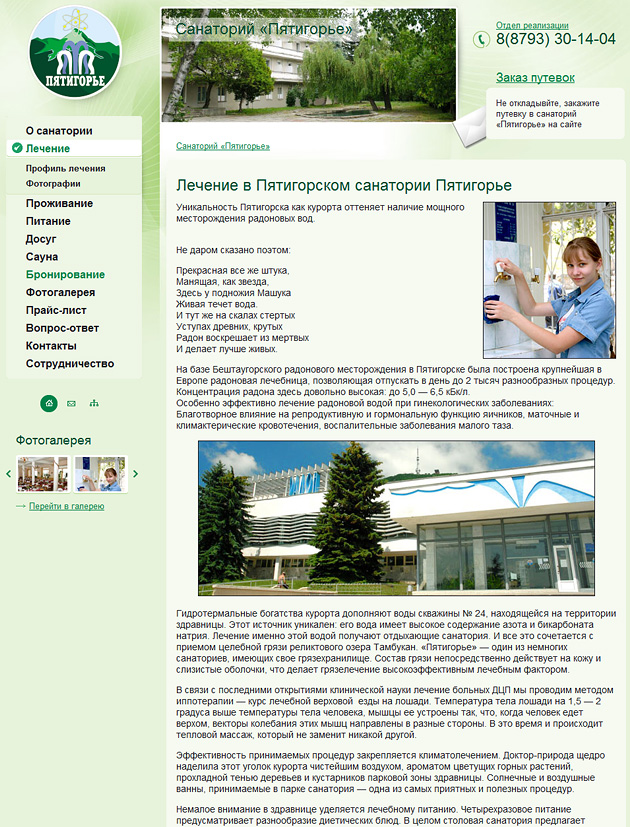 ПЯТИГОРЬЕ
Санаторий «Пятигорье»
Отдел реализации
8(8793) 30-14-04
Заказ путевок
Не откладывайте, закажите
путевку в санаторий
«Пятигорье» на сайте
О санатории
Лечение
Профиль лечения
Фотографии
Проживание
Питание
Досуг
Сауна
Бронирование
Фотогалерея
Прайс-лист
Вопрос-ответ
Контакты
Сотрудничество
Фотогалерея
Перейти в галерею
Санаторий «Пятигорье»
Лечение в Пятигорском санатории Пятигорье
Уникальность Пятигорска как курорта оттеняет наличие мощного
месторождения радоновых вод.
Не даром сказано поэтом:
Прекрасная все же штука,
Манящая, как звезда,
Здесь у подножия Машука
Живая течет вода.
И тут же на скалах стертых
Уступах древних, крутых
Радон воскрешает из мертвых
И делает лучше живых.
На базе Бештаугорского радонового месторождения в Пятигорске была построена крупнейшая в
Европе радоновая лечебница, позволяющая отпускать в день до 2 тысяч разнообразных процедур.
Концентрация радона здесь довольно высокая: до 5,0 — 6,5 кБк/л.
Особенно эффективно лечение радоновой водой при гинекологических заболеваниях:
Благотворное влияние на репродуктивную и гормональную функцию яичников, маточные и
климактерические кровотечения, воспалительные заболевания малого таза.
Гидротермальные богатства курорта дополняют воды скважины № 24, находящейся на территории
здравницы. Этот источник уникален: его вода имеет высокое содержание азота и бикарбоната
натрия. Лечение именно этой водой получают отдыхающие санатория. И все это сочетается с
приемом целебной грязи реликтового озера Тамбукан. «Пятигорье» — один из немногих
санаториев, имеющих свое грязехранилище. Состав грязи непосредственно действует на кожу и
слизистые оболочки, что делает грязелечение высокоэффективным лечебным фактором.
В связи с последними открытиями клинической науки лечение больных ДЦП мы проводим методом
иппотерапии — курс лечебной верховой езды на лошади. Температура тела лошади на 1,5 — 2
градуса выше температуры тела человека, мышцы ее устроены так, что, когда человек едет
верхом, векторы колебания этих мышц направлены в разные стороны. В это время и происходит
тепловой массаж, который не заменит никакой другой.
Эффективность принимаемых процедур закрепляется климатолечением. Доктор-природа щедро
наделила этот уголок курорта чистейшим воздухом, ароматом цветущих горных растений,
прохладной тенью деревьев и кустарников парковой зоны здравницы. Солнечные и воздушные
ванны, принимаемые в парке санатория — одна из самых приятных и полезных процедур.
Немалое внимание в здравнице уделяется лечебному питанию. Четырехразовое питание
предусматривает разнообразие диетических блюд. В целом столовая санатория предлагает